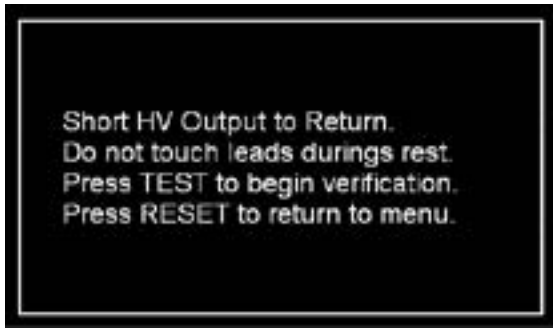 Short HV Output to Return.
Do not touch leads durings rest.
Press TEST to begin verification.
Press RESET to return to menu.